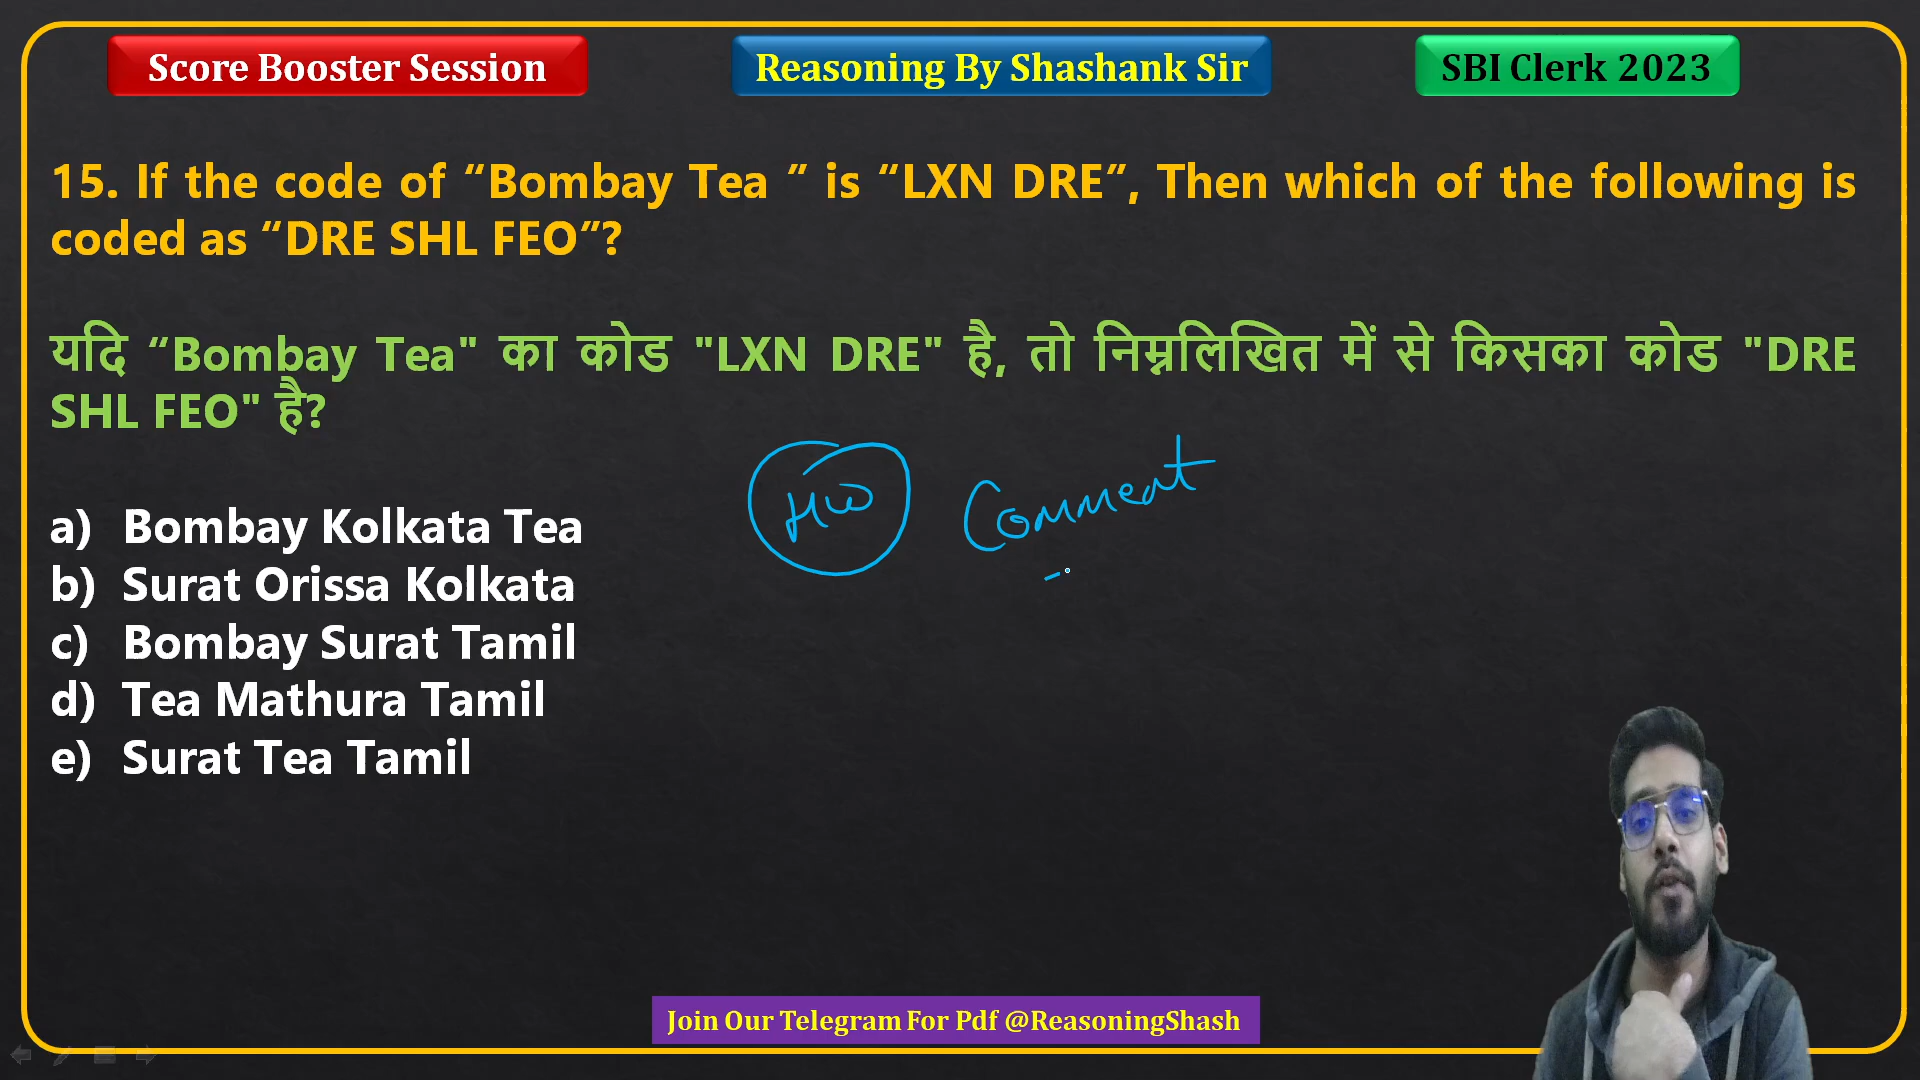 Score Booster Session
Reasoning By Shashank Sir
SBI Clerk 2023
15. If the code of “Bombay Tea ” is “LXN DRE”, Then which of the following is
coded as “DRE SHL FEO”?
यदि “Bombay Tea" का कोड "LXN DRE" है, तो निम्नलिखित में से किसका कोड "DRE
SHL FEO" है?
HW
Comment
a) Bombay Kolkata Tea
b) Surat Orissa Kolkata
c) Bombay Surat Tamil
d) Tea Mathura Tamil
e) Surat Tea Tamil
Join Our Telegram For Pdf @ReasoningShash